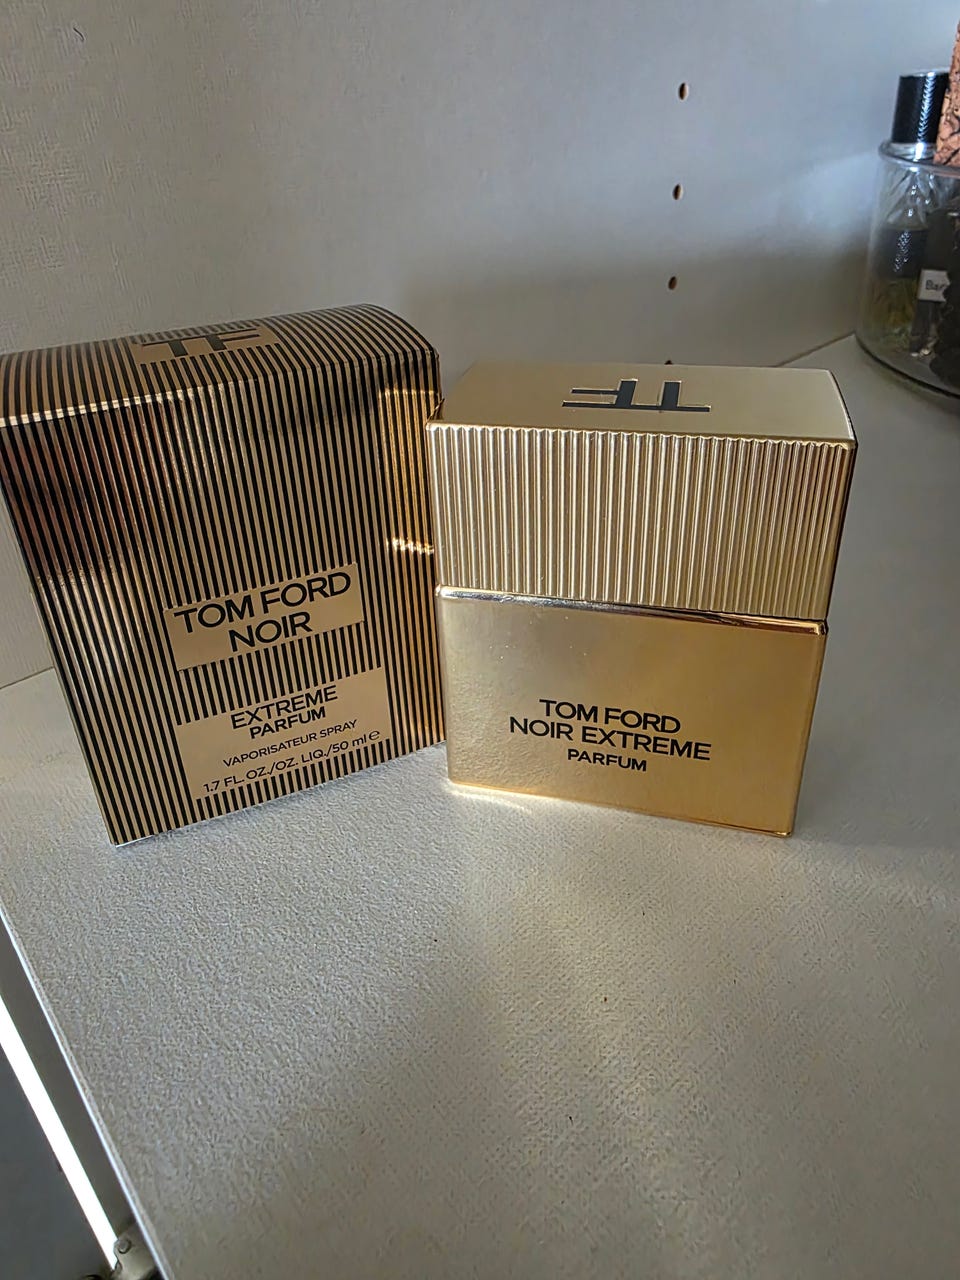 TF
TOM FORD
NOIR
EXTREME
PARFUM
VAPORISATEUR SPRAY
1.7 FL. OZ./OZ. LIQ./50 ml e
TF
TOM FORD
NOIR EXTREME
PARFUM